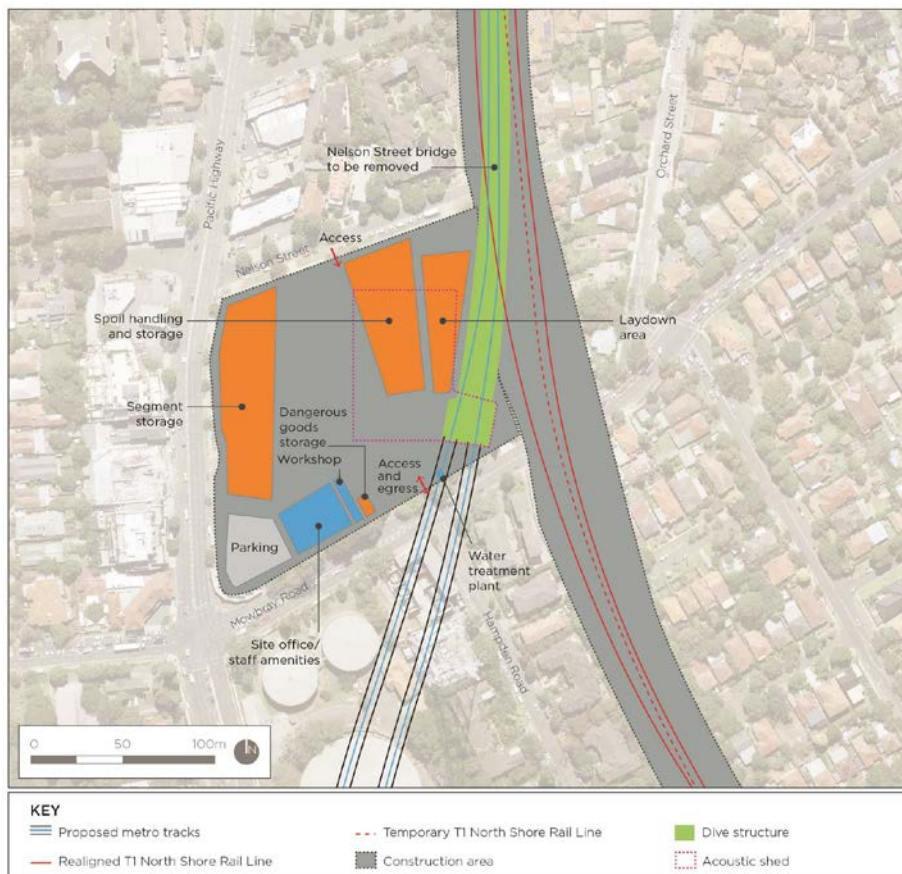 Nelson Street bridge
to be removed
Orchard Street
Pacific Highway
Access
Nelson Street
Spoil handling
and storage
Laydown
area
Segment
storage
Dangerous
goods
storage
Workshop
Access
and
egress
Parking
Water
treatment
plant
Mowbray Road
Hampden Road
Site office/
staff amenities
0 50 100m
N
KEY
Proposed metro tracks
Temporary T1 North Shore Rail Line
Dive structure
Realigned T1 North Shore Rail Line
Construction area
Acoustic shed